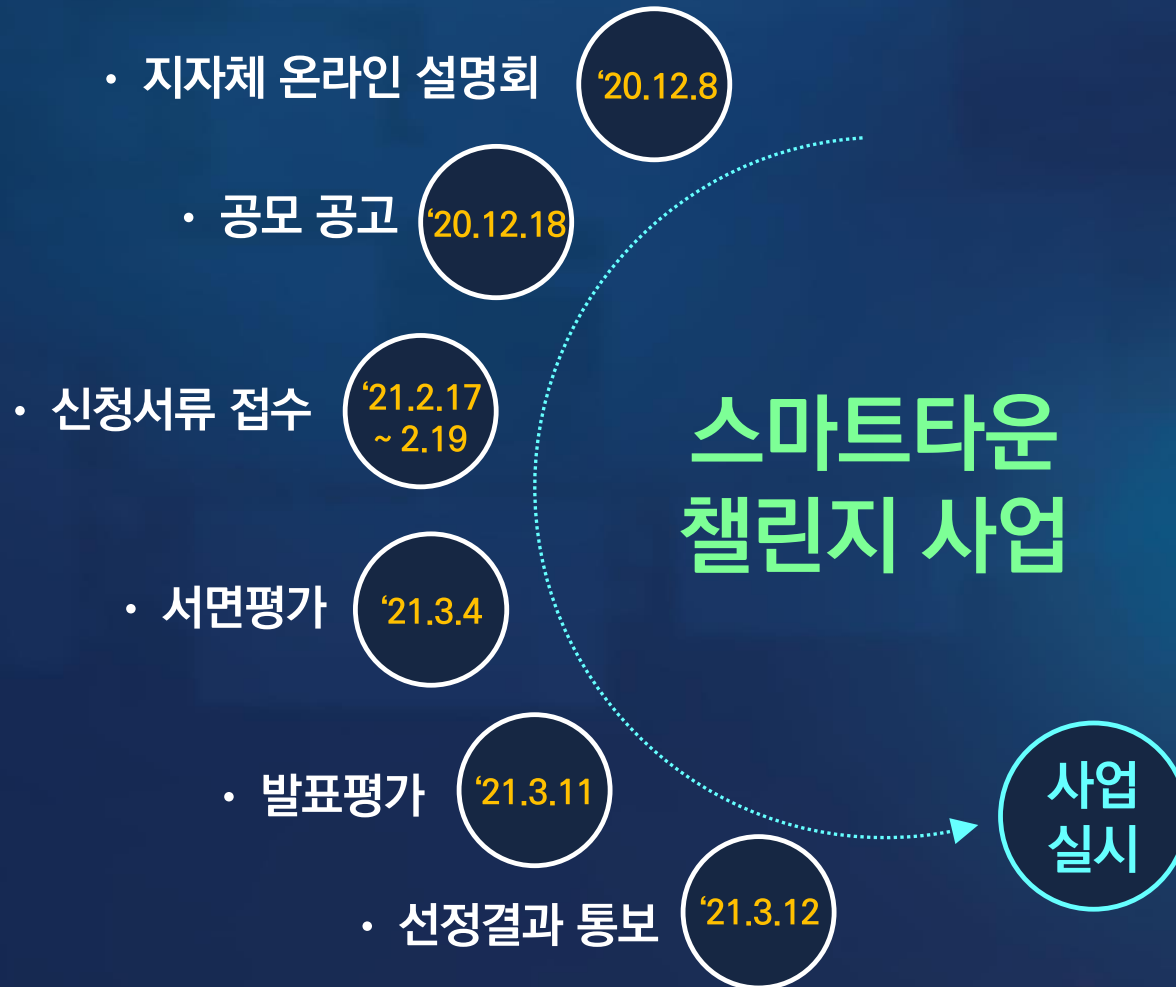 • 지자체 온라인 설명회 ‘20.12.8
• 공모 공고 ‘20.12.18
• 신청서류 접수 ‘21.2.17
~ 2.19
스마트타운
챌린지 사업
• 서면평가 ‘21.3.4
• 발표평가 ‘21.3.11
사업
실시
• 선정결과 통보 ‘21.3.12